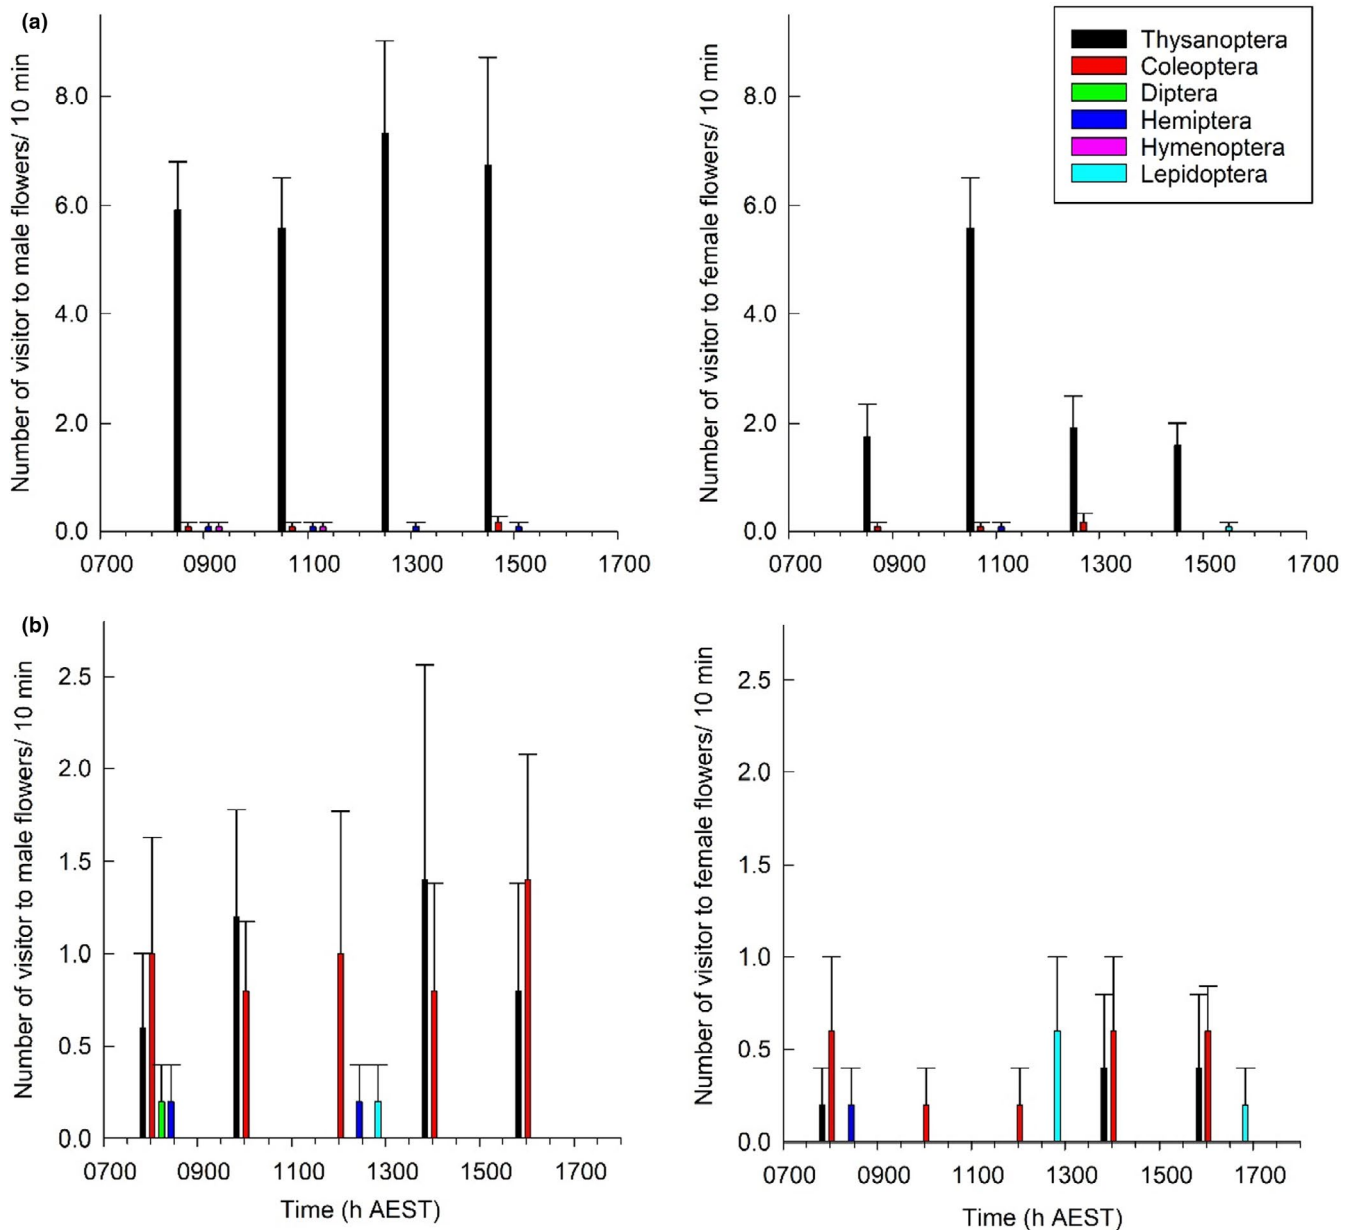 (a)
Number of visitor to male flowers/ 10 min
8.0
6.0
4.0
2.0
0.0
0700 0900 1100 1300 1500 1700
Number of visitor to female flowers/ 10 min
8.0
6.0
4.0
2.0
0.0
0700 0900 1100 1300 1500 1700
Thysanoptera
Coleoptera
Diptera
Hemiptera
Hymenoptera
Lepidoptera
(b)
Number of visitor to male flowers/ 10 min
2.5
2.0
1.5
1.0
0.5
0.0
0700 0900 1100 1300 1500 1700
Time (h AEST)
Number of visitor to female flowers/ 10 min
2.5
2.0
1.5
1.0
0.5
0.0
0700 0900 1100 1300 1500 1700
Time (h AEST)